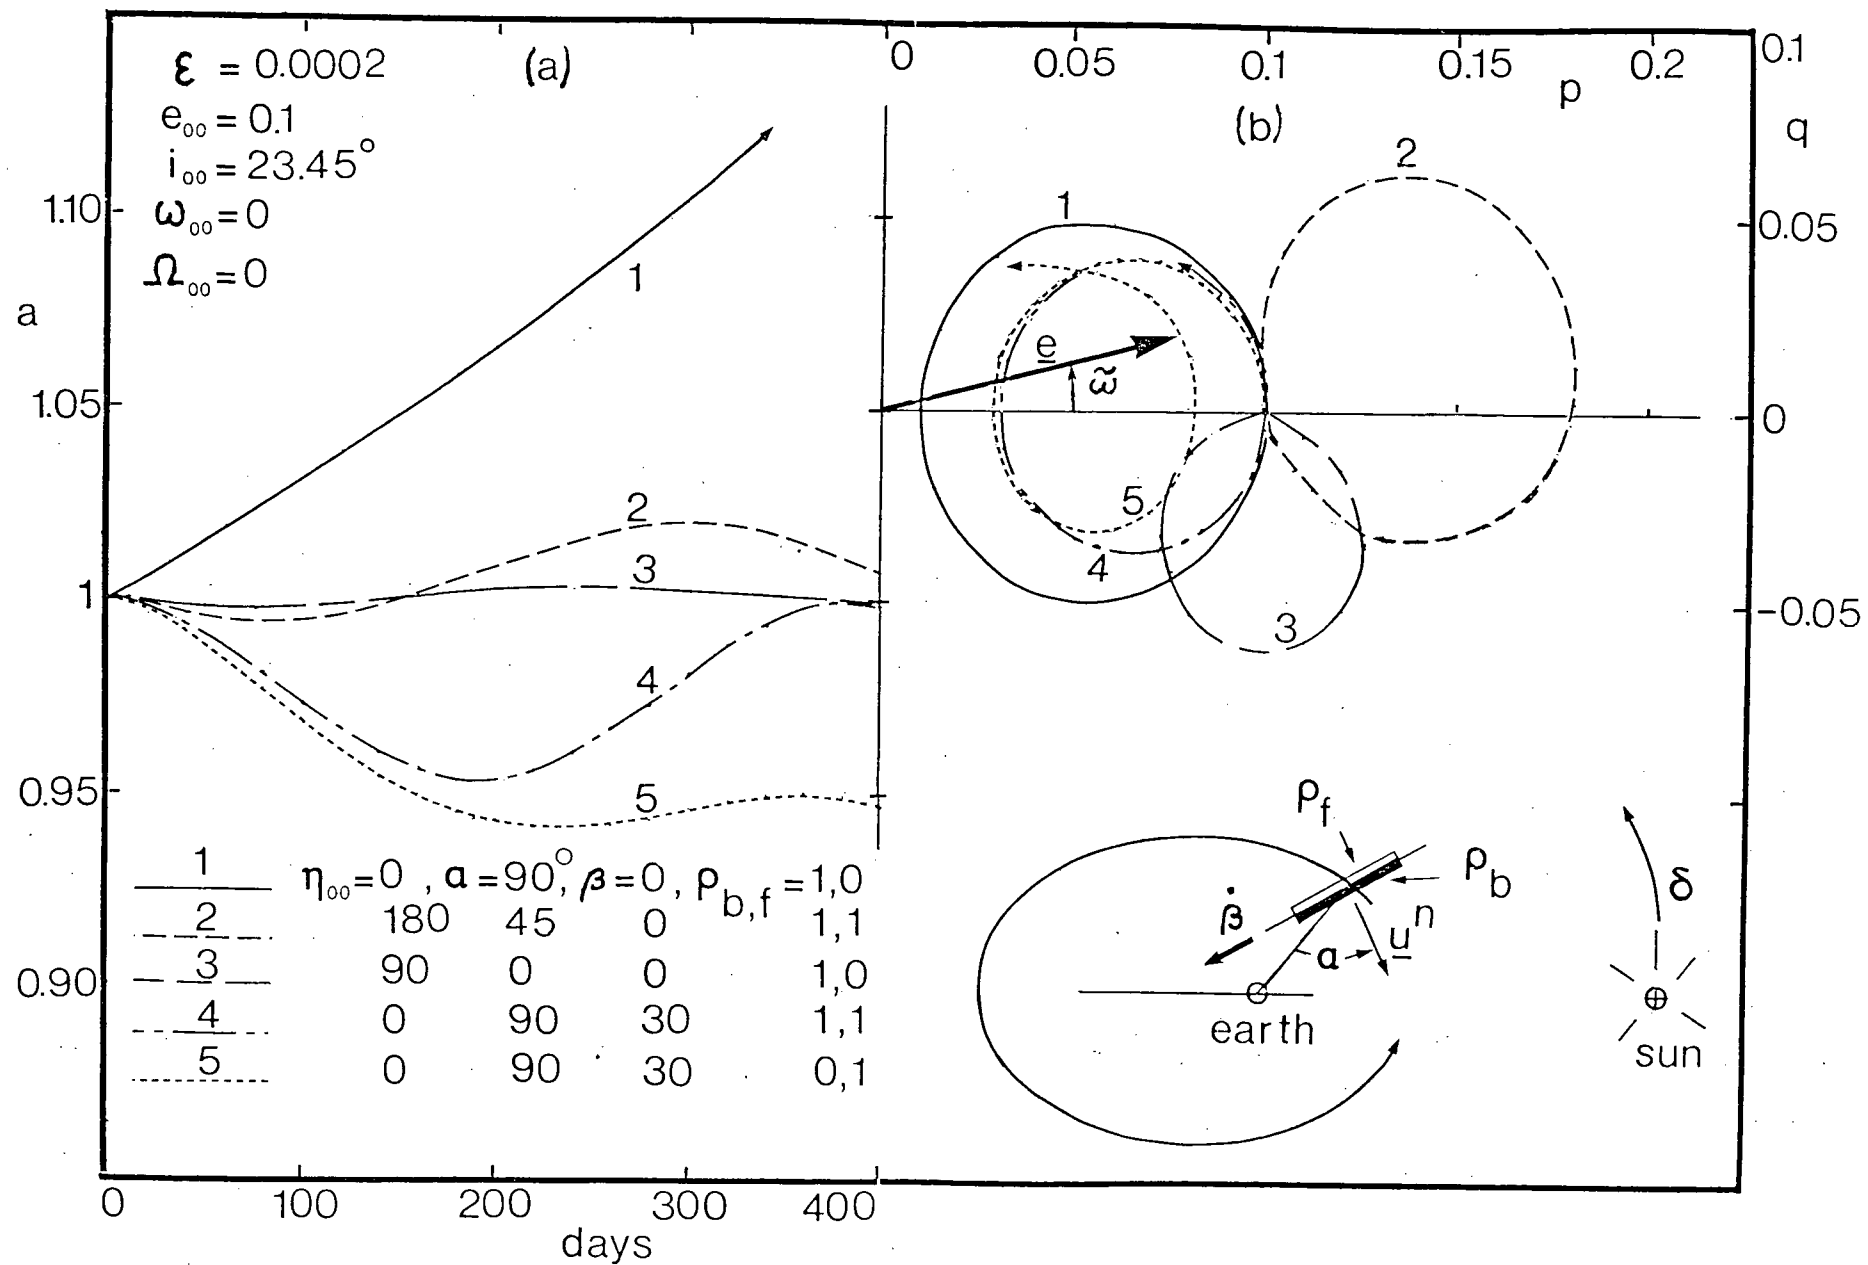 ε = 0.0002
(a)
e₀₀ = 0.1
i₀₀ = 23.45°
ω₀₀ = 0
Ω₀₀ = 0
a
1.10
1.05
1
0.95
0.90
1
2
3
4
5
1 η₀₀=0 , α=90°, β=0, ρb,f =1,0
2 180 45 0 1,1
3 90 0 0 1,0
4 0 90 30 1,1
5 0 90 30 0,1
0 100 200 300 400
days
0 0.05 0.1 0.15 0.2
p
(b)
0.1
q
0.05
0
-0.05
1
2
3
4
5
e
ω̃
ρf
ρb
β̇
uⁿ
α
earth
δ
sun